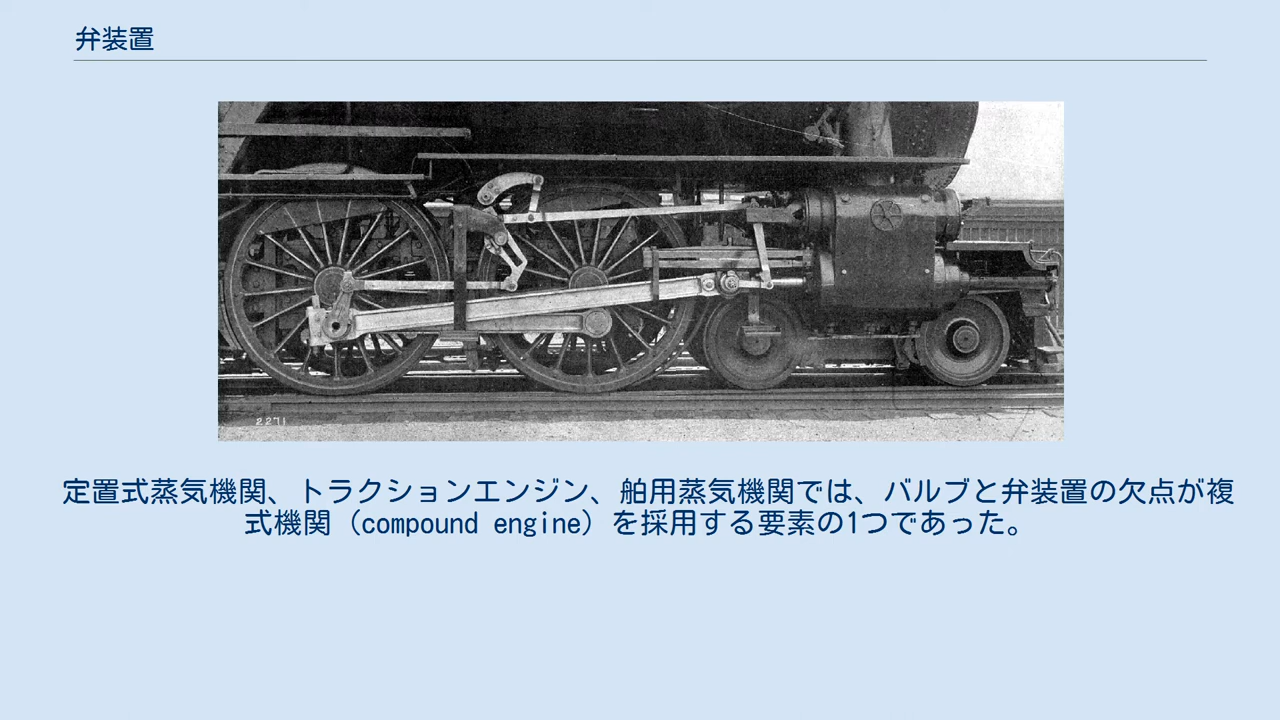 弁装置
2271
定置式蒸気機関、トラクションエンジン、舶用蒸気機関では、バルブと弁装置の欠点が複
式機関（compound engine）を採用する要素の1つであった。